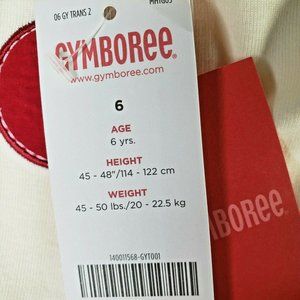 06 GY TRANS 2
GYMBOREE®
www.gymboree.com
6
AGE
6 yrs.
HEIGHT
45 - 48"/114 - 122 cm
WEIGHT
45 - 50 lbs./20 - 22.5 kg
140011568-GYT001